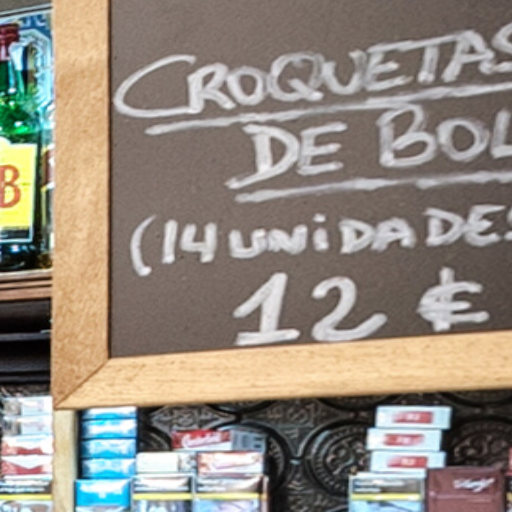 CROQUETAS
DE BOL
(14 UNIDADES
12 €
B